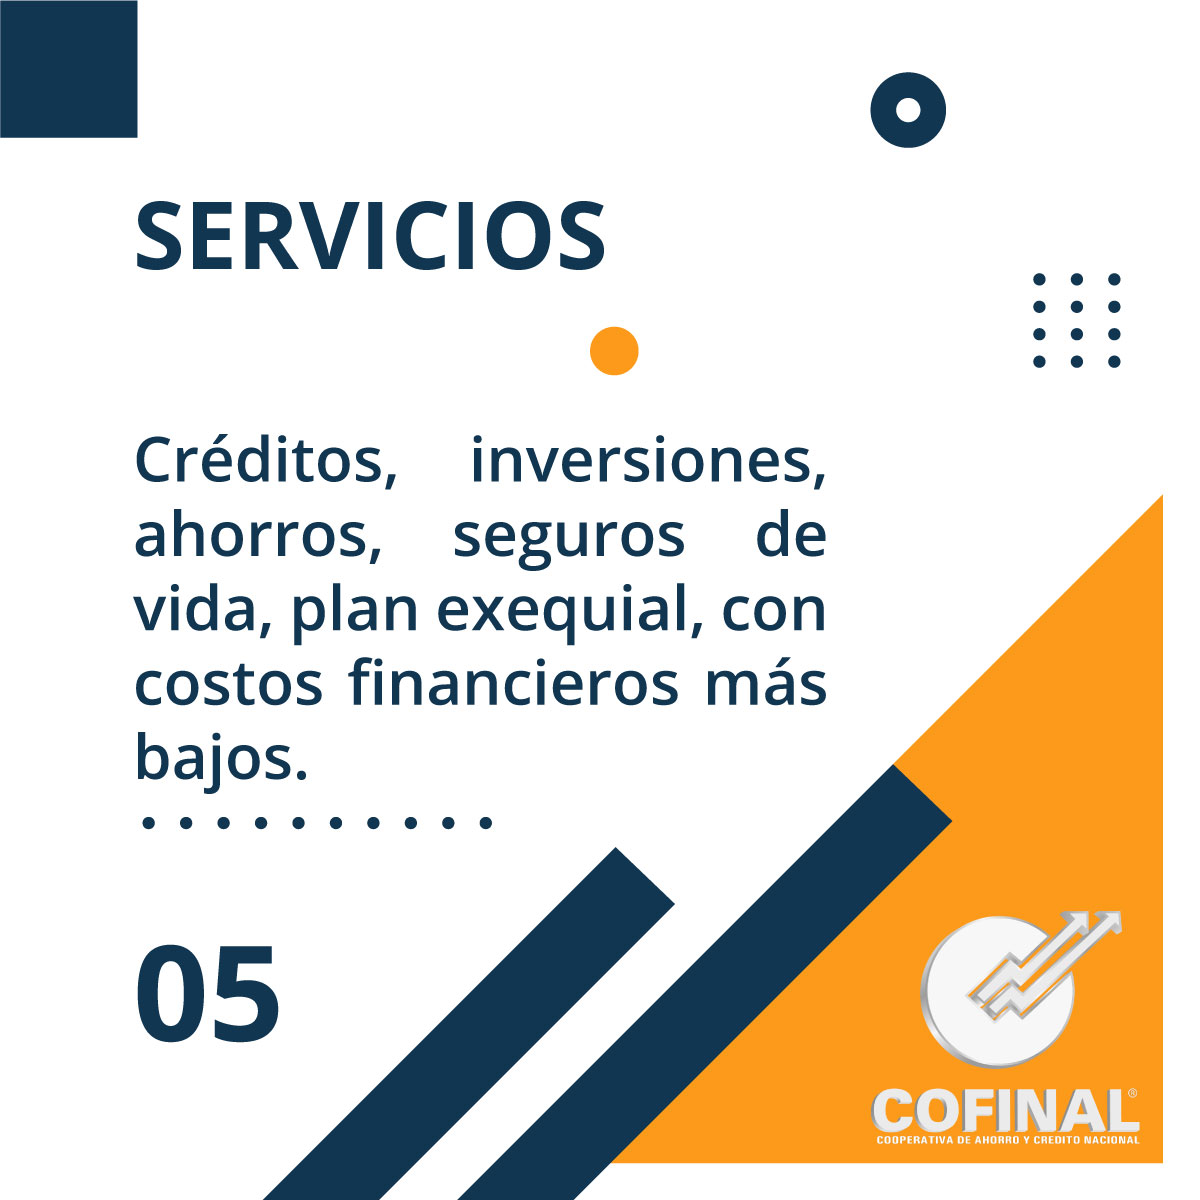 SERVICIOS
Créditos, inversiones,
ahorros, seguros de
vida, plan exequial, con
costos financieros más
bajos.
05
COFINAL®
COOPERATIVA DE AHORRO Y CREDITO NACIONAL